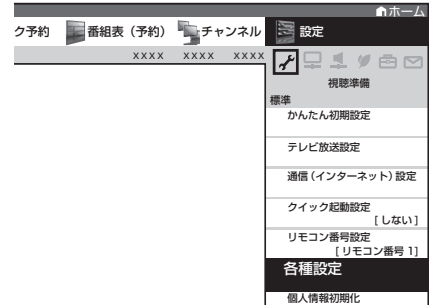 ホーム
ク予約 番組表（予約） チャンネル 設定
xxxx xxxx xxxx
視聴準備
標準
かんたん初期設定
テレビ放送設定
通信（インターネット）設定
クイック起動設定
[しない]
リモコン番号設定
[リモコン番号 1]
各種設定
個人情報初期化